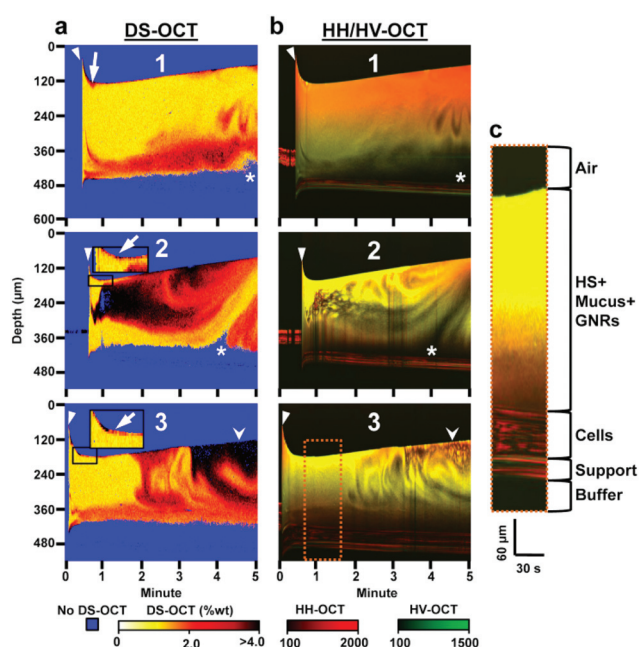 a b
DS-OCT HH/HV-OCT
0
120
240
360
480
600
1
*
1
*
c
0
120
240
360
480
Depth (µm)
2
*
2
*
0
120
240
360
480
3
3
0 1 2 3 4 5
Minute
0 1 2 3 4 5
Minute
Air
HS+
Mucus+
GNRs
Cells
Support
Buffer
60 µm
30 s
No DS-OCT DS-OCT (%wt)
0 2.0 >4.0
HH-OCT
100 2000
HV-OCT
100 1500